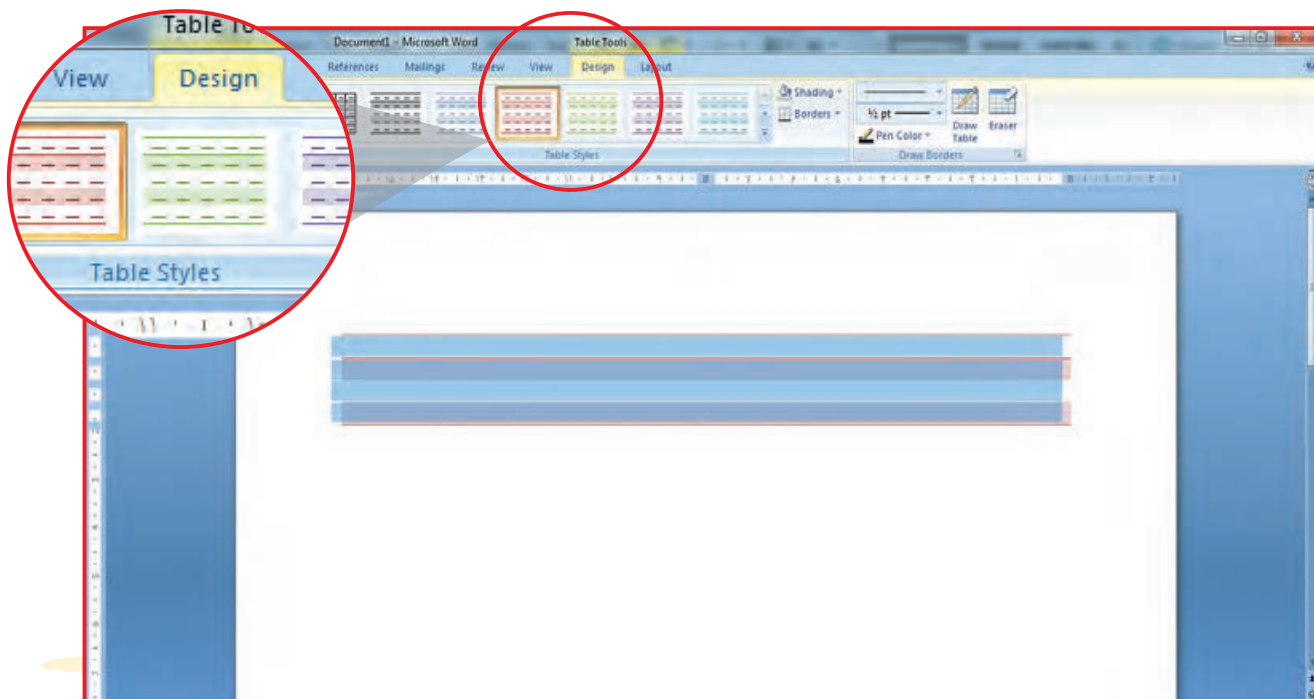 Table To
View Design
Table Styles
Document1 - Microsoft Word Table Tools
References Mailings Review View Design Layout
Shading
Borders
½ pt
Pen Color
Draw Table
Eraser
Table Styles
Draw Borders